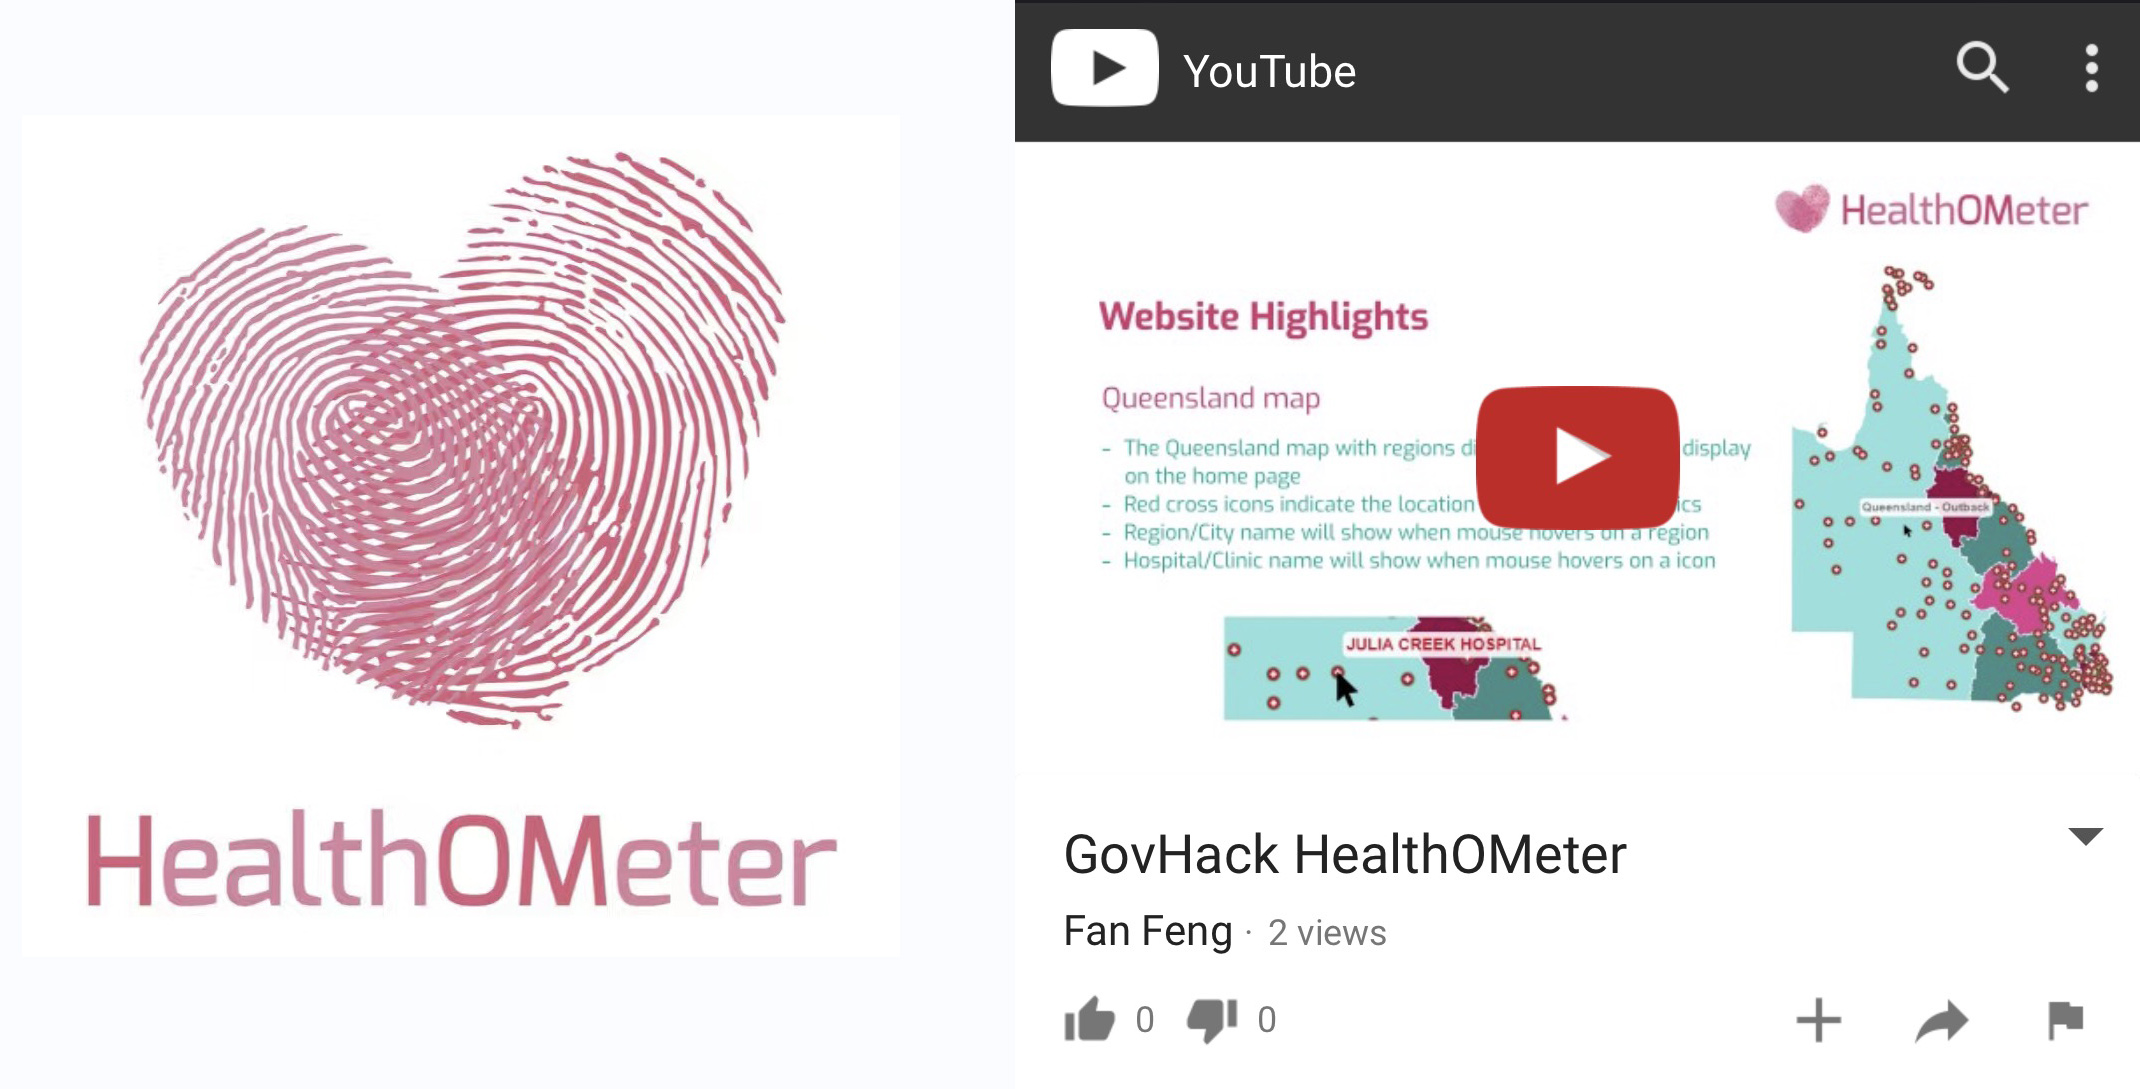 HealthOMeter
YouTube
HealthOMeter
Website Highlights
Queensland map
- The Queensland map with regions display
on the home page
- Red cross icons indicate the location
- Region/City name will show when mouse hovers on a region
- Hospital/Clinic name will show when mouse hovers on a icon
Queensland - Outback
JULIA CREEK HOSPITAL
GovHack HealthOMeter
Fan Feng · 2 views
0 0